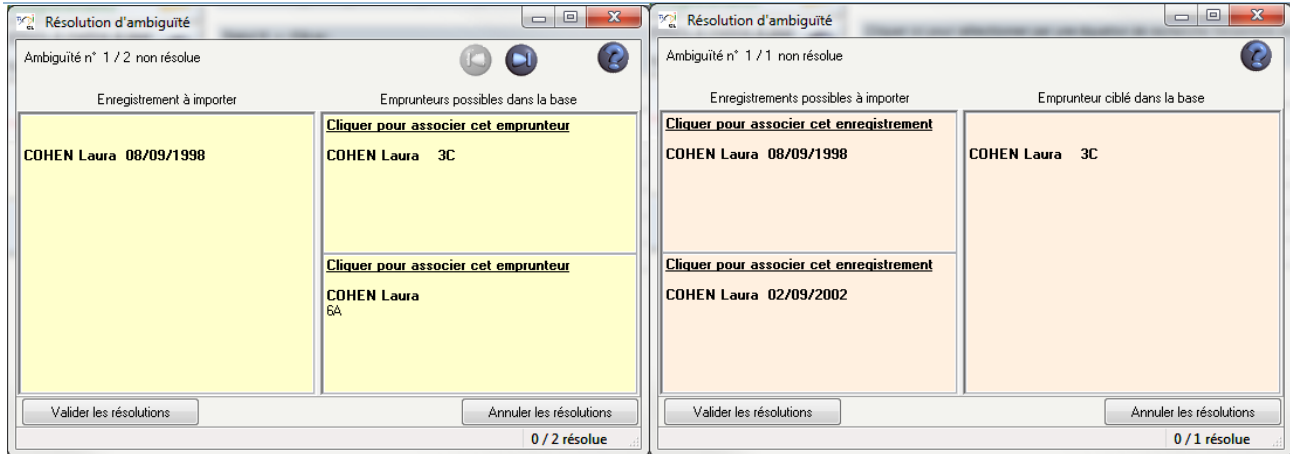 Résolution d'ambiguïté
Ambiguïté n° 1 / 2 non résolue
Enregistrement à importer
Emprunteurs possibles dans la base
COHEN Laura 08/09/1998
Cliquer pour associer cet emprunteur
COHEN Laura 3C
Cliquer pour associer cet emprunteur
COHEN Laura
6A
Valider les résolutions
Annuler les résolutions
0 / 2 résolue
Résolution d'ambiguïté
Ambiguïté n° 1 / 1 non résolue
Enregistrements possibles à importer
Emprunteur ciblé dans la base
Cliquer pour associer cet enregistrement
COHEN Laura 08/09/1998
Cliquer pour associer cet enregistrement
COHEN Laura 02/09/2002
COHEN Laura 3C
Valider les résolutions
Annuler les résolutions
0 / 1 résolue